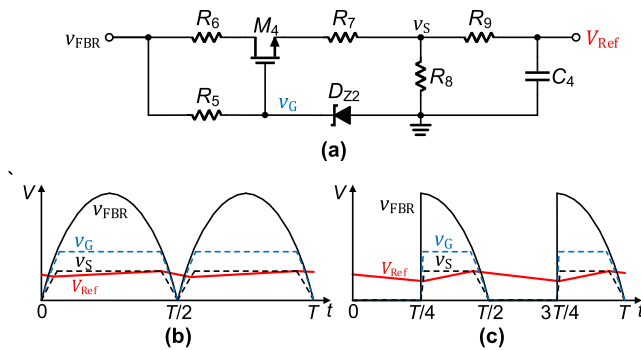 R6 M4 R7 vS R9
vFBR VRef
R8 C4
R5 vG DZ2
(a)
V V
vFBR vFBR
vG vG
vS vS
VRef VRef
0 T/2 T t 0 T/4 T/2 3T/4 T t
(b) (c)